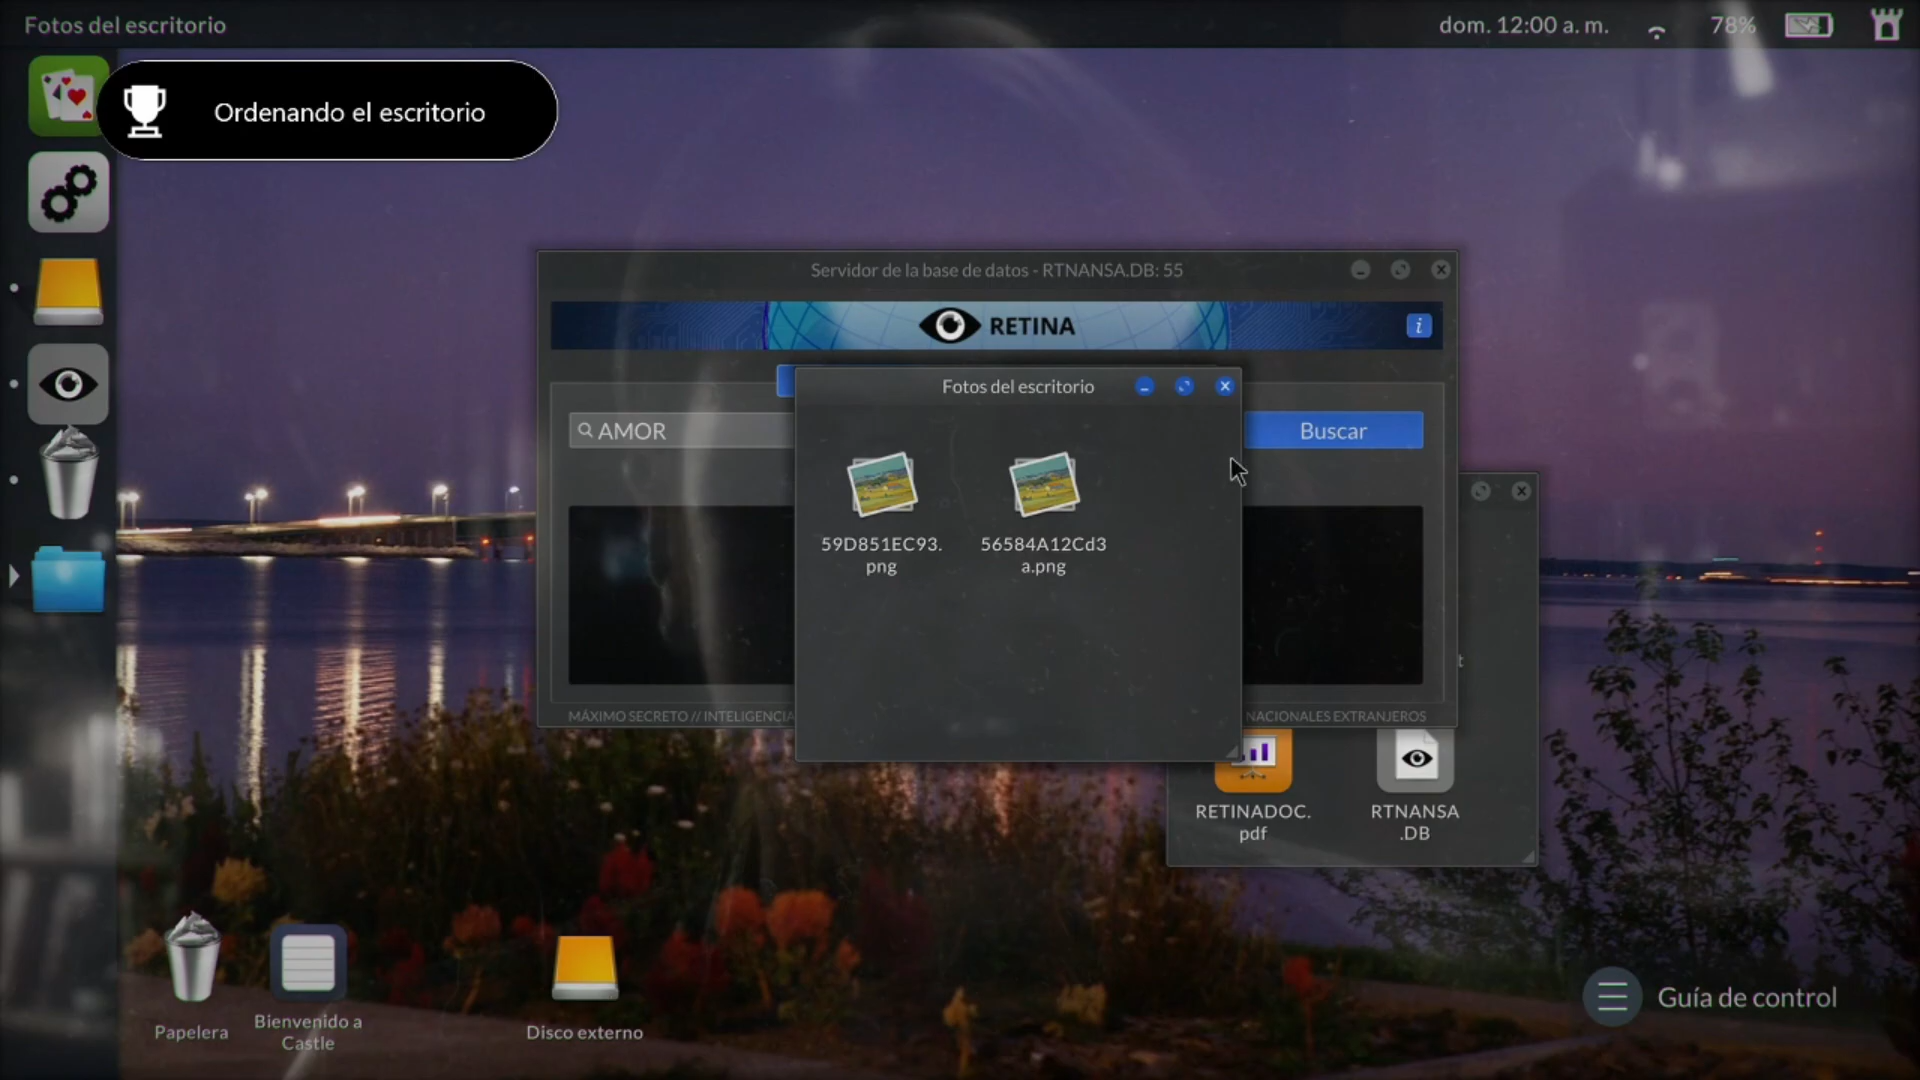 Fotos del escritorio
dom. 12:00 a. m.
78%
Ordenando el escritorio
Servidor de la base de datos - RTNANSA.DB: 55
RETINA
i
Fotos del escritorio
AMOR
Buscar
59D851EC93.
png
56584A12Cd3
a.png
MÁXIMO SECRETO // INTELIGENCIA
NACIONALES EXTRANJEROS
RETINADOC.
pdf
RTNANSA
.DB
Papelera
Bienvenido a
Castle
Disco externo
Guía de control